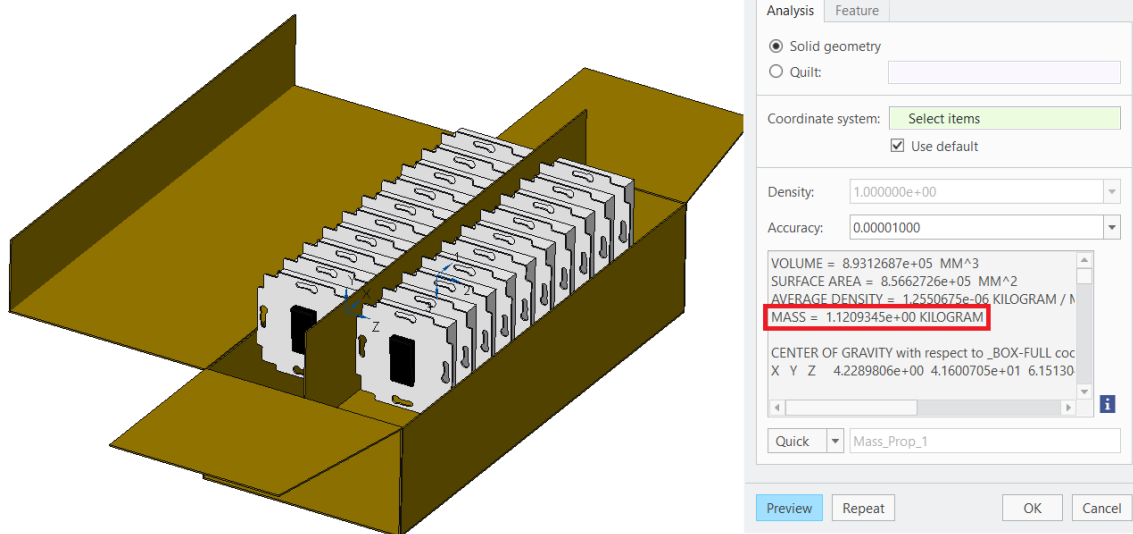 Analysis Feature
Solid geometry
Quilt:
Coordinate system: Select items
Use default
Density: 1.000000e+00
Accuracy: 0.00001000
VOLUME = 8.9312687e+05 MM^3
SURFACE AREA = 8.5662726e+05 MM^2
AVERAGE DENSITY = 1.2550675e-06 KILOGRAM / M
MASS = 1.1209345e+00 KILOGRAM
CENTER OF GRAVITY with respect to _BOX-FULL coc
X Y Z 4.2289806e+00 4.1600705e+01 6.15130
Quick Mass_Prop_1
Preview Repeat OK Cancel
1
2
Y
X
Z